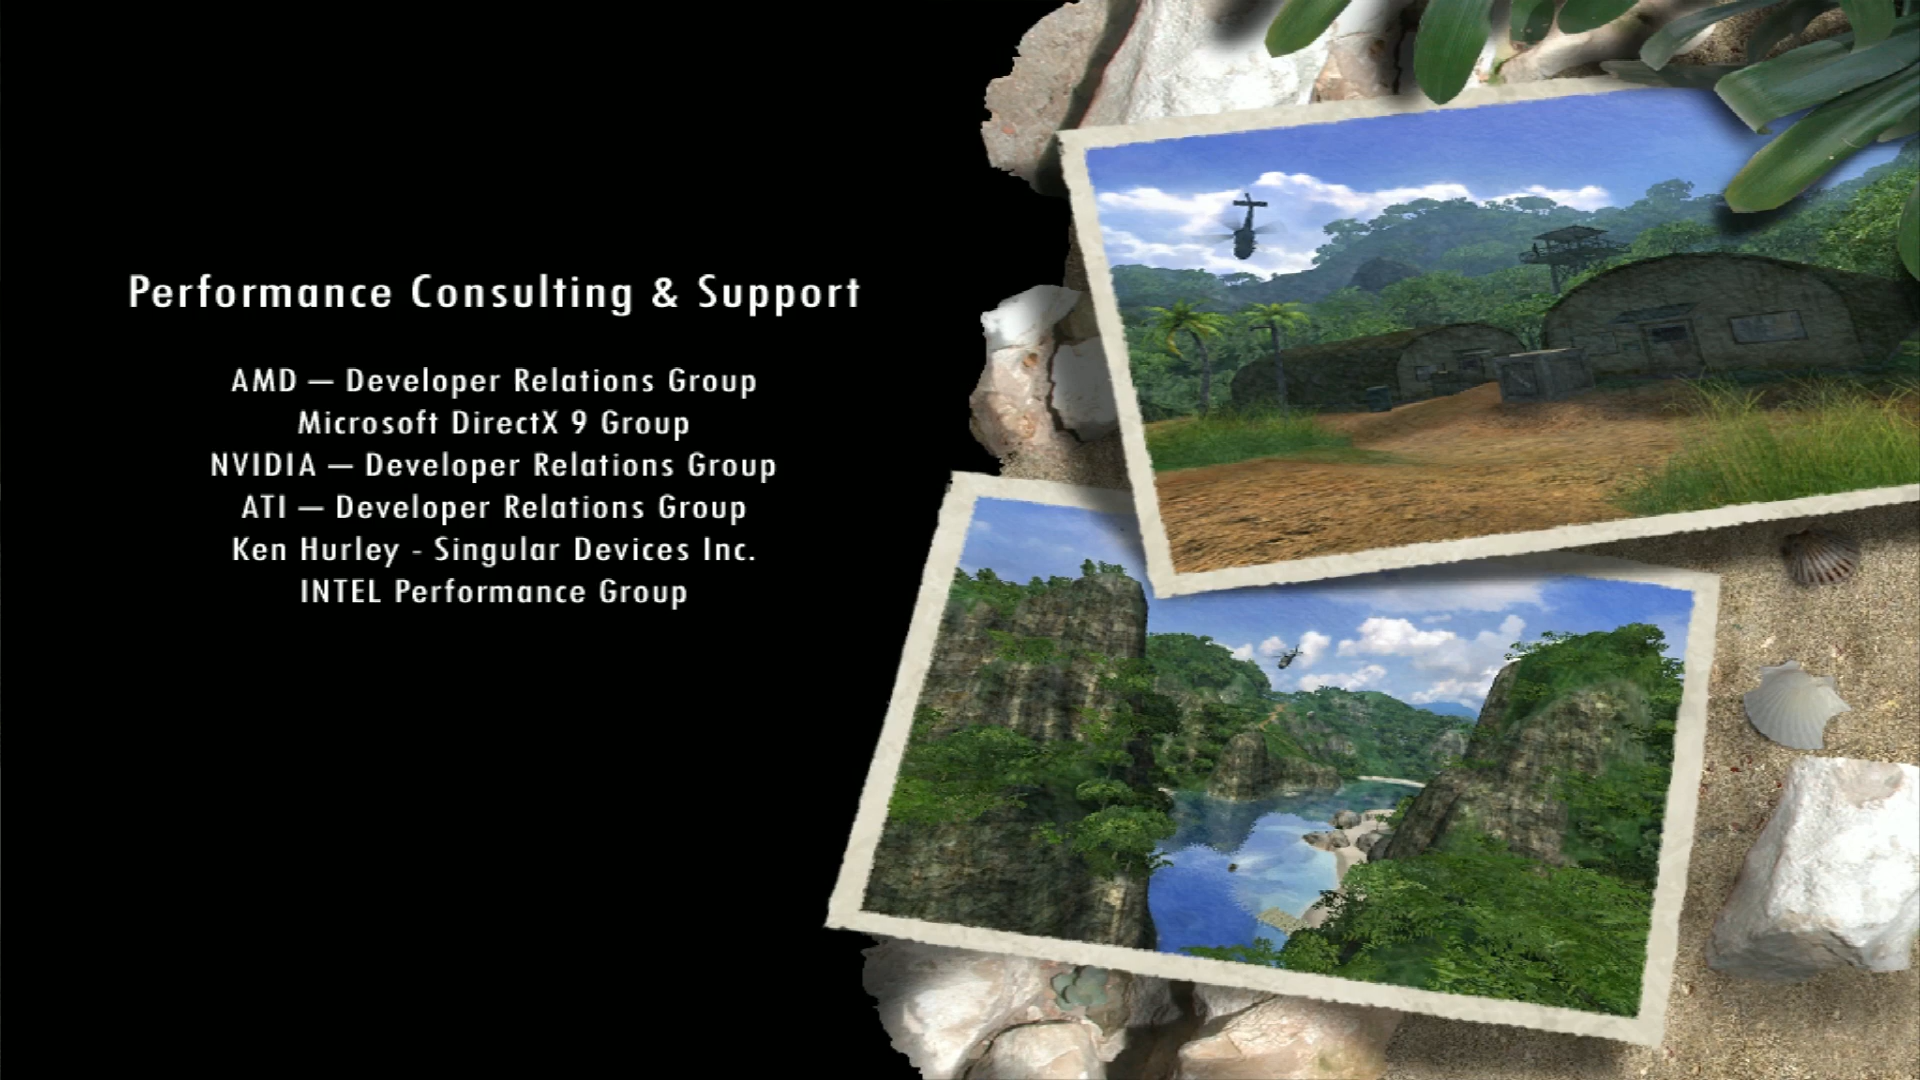 Performance Consulting & Support
AMD — Developer Relations Group
Microsoft DirectX 9 Group
NVIDIA — Developer Relations Group
ATI — Developer Relations Group
Ken Hurley - Singular Devices Inc.
INTEL Performance Group